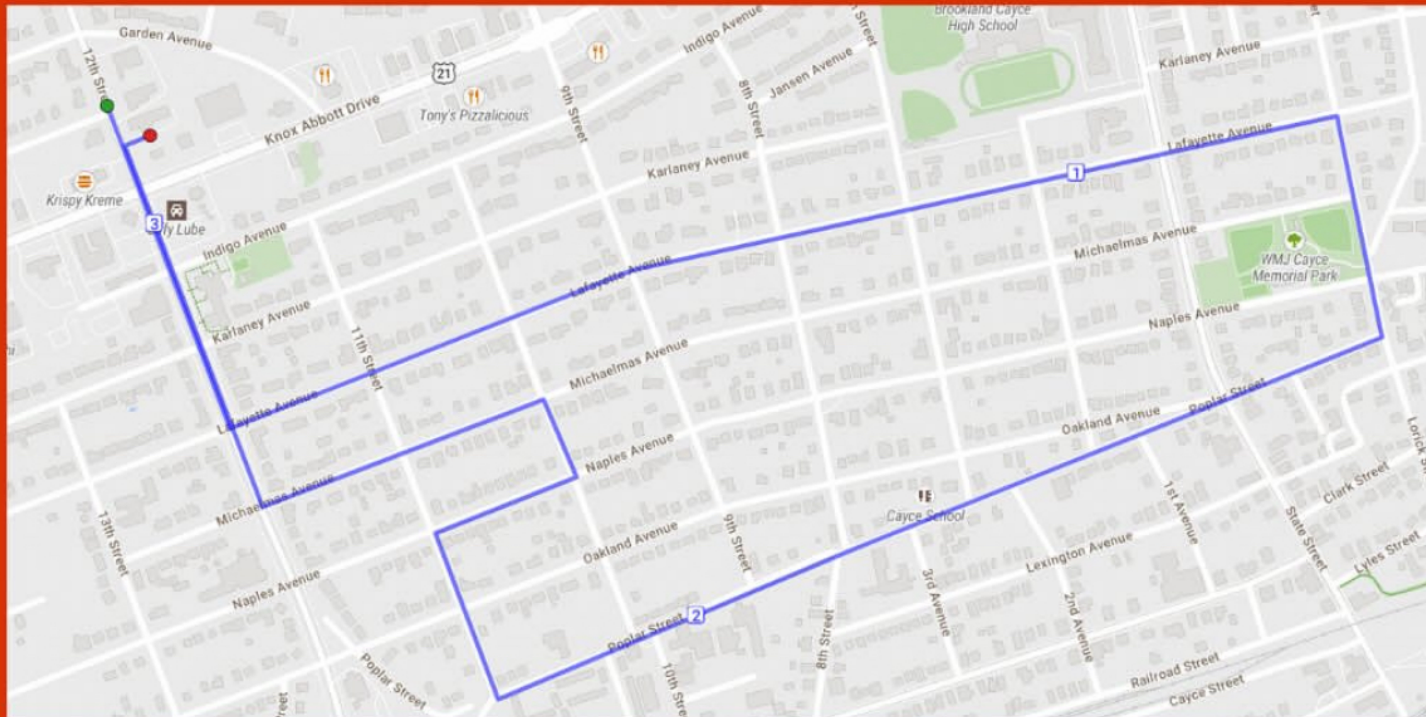 Brookland Cayce
High School
Garden Avenue
12th Street
Indigo Avenue
Jansen Avenue
Karlaney Avenue
21
Knox Abbott Drive
Tony's Pizzalicious
9th Street
8th Street
Karlaney Avenue
Lafayette Avenue
1
Krispy Kreme
3
ly Lube
Indigo Avenue
Michaelmas Avenue
WMJ Cayce
Memorial Park
Lafayette Avenue
Karlaney Avenue
Naples Avenue
11th Street
Michaelmas Avenue
Lafayette Avenue
Poplar Street
Oakland Avenue
Naples Avenue
Michaelmas Avenue
Cayce School
Clark Street
13th Street
9th Street
1st Avenue
State Street
Oakland Avenue
Lexington Avenue
Lyles Street
Naples Avenue
3rd Avenue
2nd Avenue
2
Poplar Street
8th Street
Poplar Street
10th Str
Railroad Street
Cayce Street